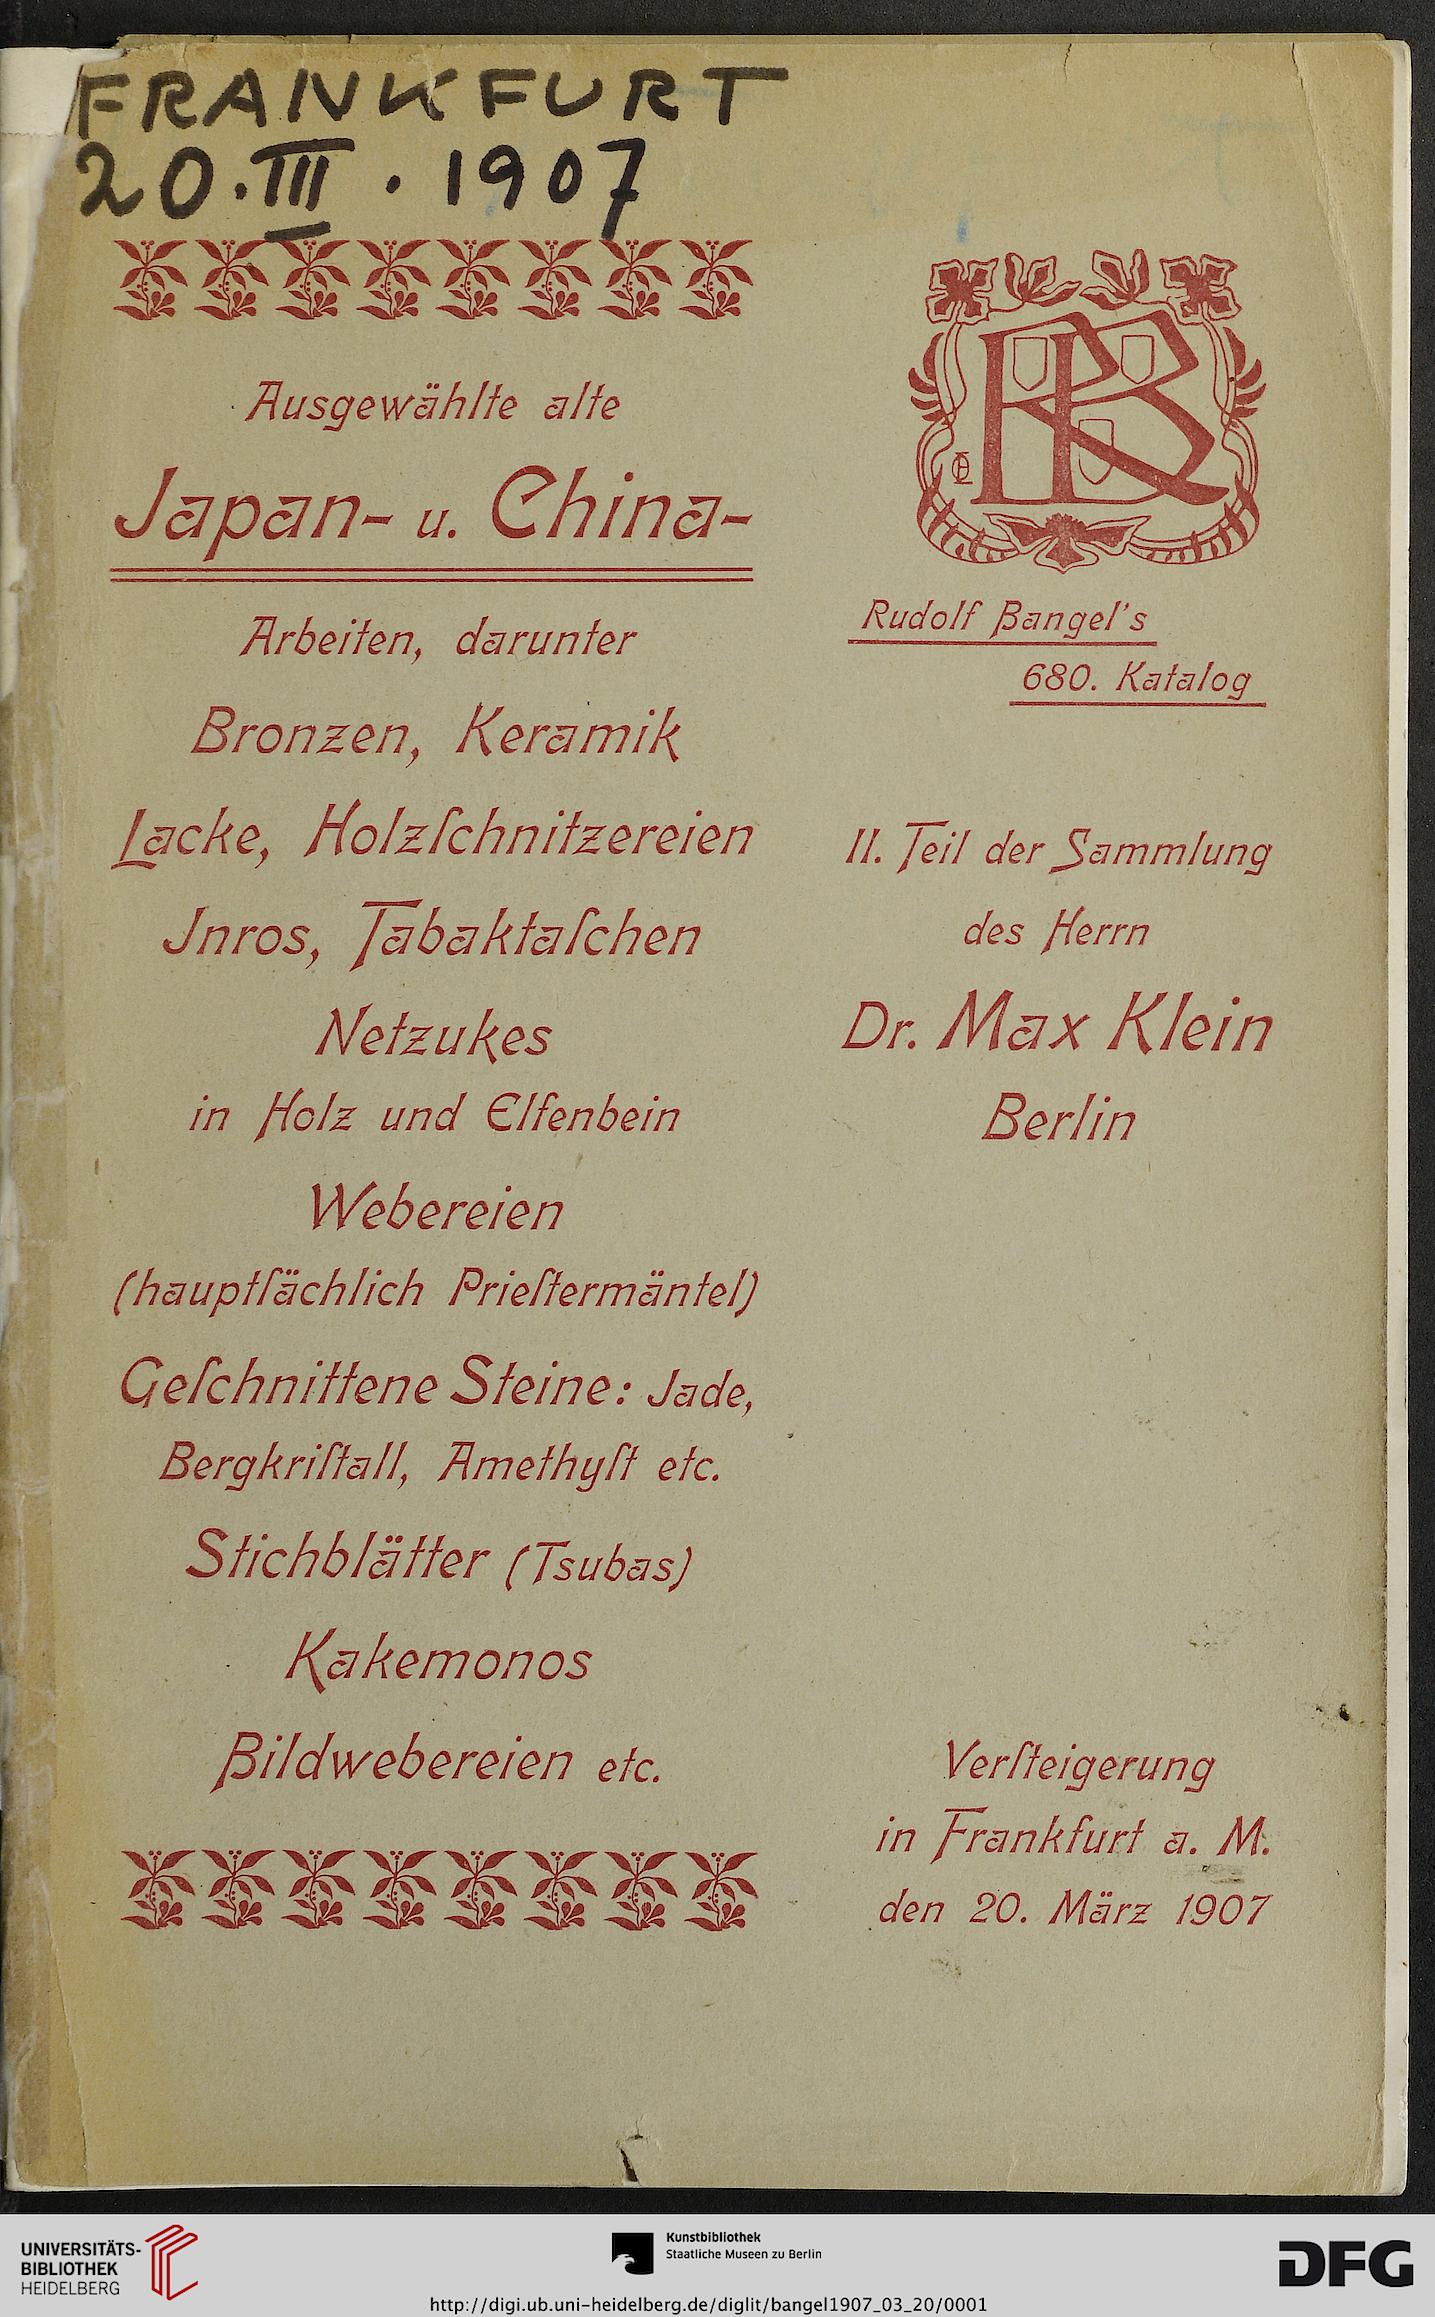 FRANKFURT
20.III.1907
Ausgewählte alte
Japan- u. China-
Arbeiten, darunter
Bronzen, Keramik
Lacke, Holzſchnitzereien
Jnros, Tabaktaſchen
Netzukes
in Holz und Elfenbein
Webereien
(hauptſächlich Prieſtermäntel)
Geſchnittene Steine: Jade,
Bergkriſtall, Amethyſt etc.
Stichblätter (Tsubas)
Kakemonos
Bildwebereien etc.
RB
Rudolf Bangel's
680. Katalog
II. Teil der Sammlung
des Herrn
Dr. Max Klein
Berlin
Verſteigerung
in Frankfurt a. M.
den 20. März 1907
UNIVERSITÄTS-
BIBLIOTHEK
HEIDELBERG
Kunstbibliothek
Staatliche Museen zu Berlin
DFG
http://digi.ub.uni-heidelberg.de/diglit/bangel1907_03_20/0001